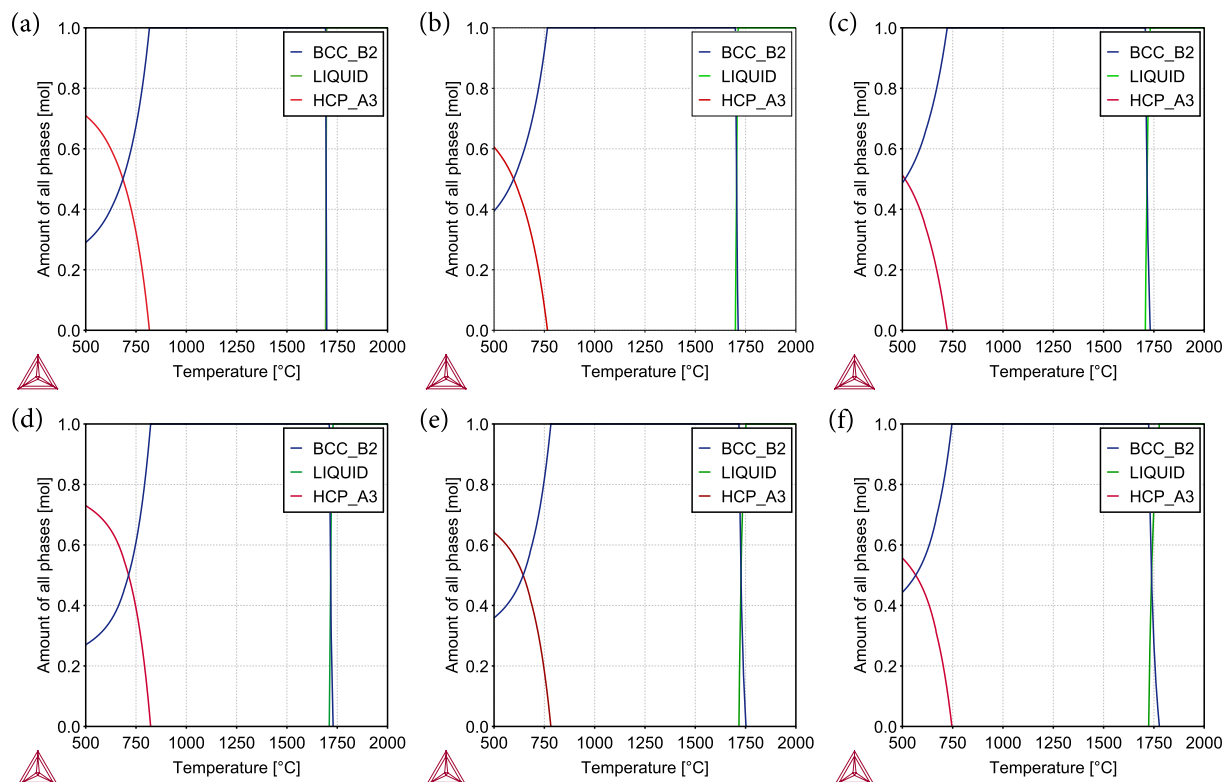 (a)
Amount of all phases [mol]
1.0
0.8
0.6
0.4
0.2
0.0
BCC_B2
LIQUID
HCP_A3
500 750 1000 1250 1500 1750 2000
Temperature [°C]
(b)
Amount of all phases [mol]
1.0
0.8
0.6
0.4
0.2
0.0
BCC_B2
LIQUID
HCP_A3
500 750 1000 1250 1500 1750 2000
Temperature [°C]
(c)
Amount of all phases [mol]
1.0
0.8
0.6
0.4
0.2
0.0
BCC_B2
LIQUID
HCP_A3
500 750 1000 1250 1500 1750 2000
Temperature [°C]
(d)
Amount of all phases [mol]
1.0
0.8
0.6
0.4
0.2
0.0
BCC_B2
LIQUID
HCP_A3
500 750 1000 1250 1500 1750 2000
Temperature [°C]
(e)
Amount of all phases [mol]
1.0
0.8
0.6
0.4
0.2
0.0
BCC_B2
LIQUID
HCP_A3
500 750 1000 1250 1500 1750 2000
Temperature [°C]
(f)
Amount of all phases [mol]
1.0
0.8
0.6
0.4
0.2
0.0
BCC_B2
LIQUID
HCP_A3
500 750 1000 1250 1500 1750 2000
Temperature [°C]